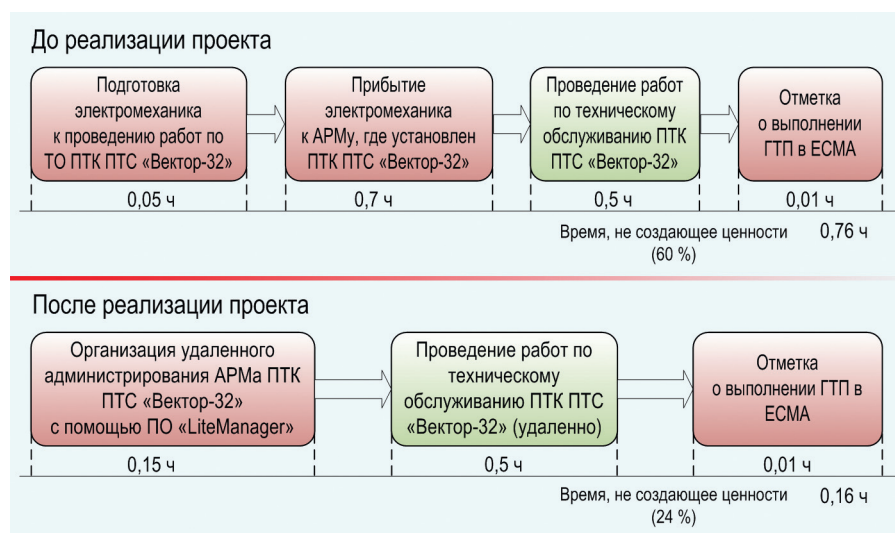 До реализации проекта
Подготовка
электромеханика
к проведению работ по
ТО ПТК ПТС «Вектор-32»
Прибытие
электромеханика
к АРМу, где установлен
ПТК ПТС «Вектор-32»
Проведение работ
по техническому
обслуживанию ПТК
ПТС «Вектор-32»
Отметка
о выполнении
ГТП в ЕСМА
0,05 ч
0,7 ч
0,5 ч
0,01 ч
Время, не создающее ценности
(60 %)
0,76 ч
После реализации проекта
Организация удаленного
администрирования АРМа ПТК
ПТС «Вектор-32»
с помощью ПО «LiteManager»
Проведение работ по
техническому
обслуживанию ПТК ПТС
«Вектор-32» (удаленно)
Отметка
о выполнении ГТП в
ЕСМА
0,15 ч
0,5 ч
0,01 ч
Время, не создающее ценности
(24 %)
0,16 ч